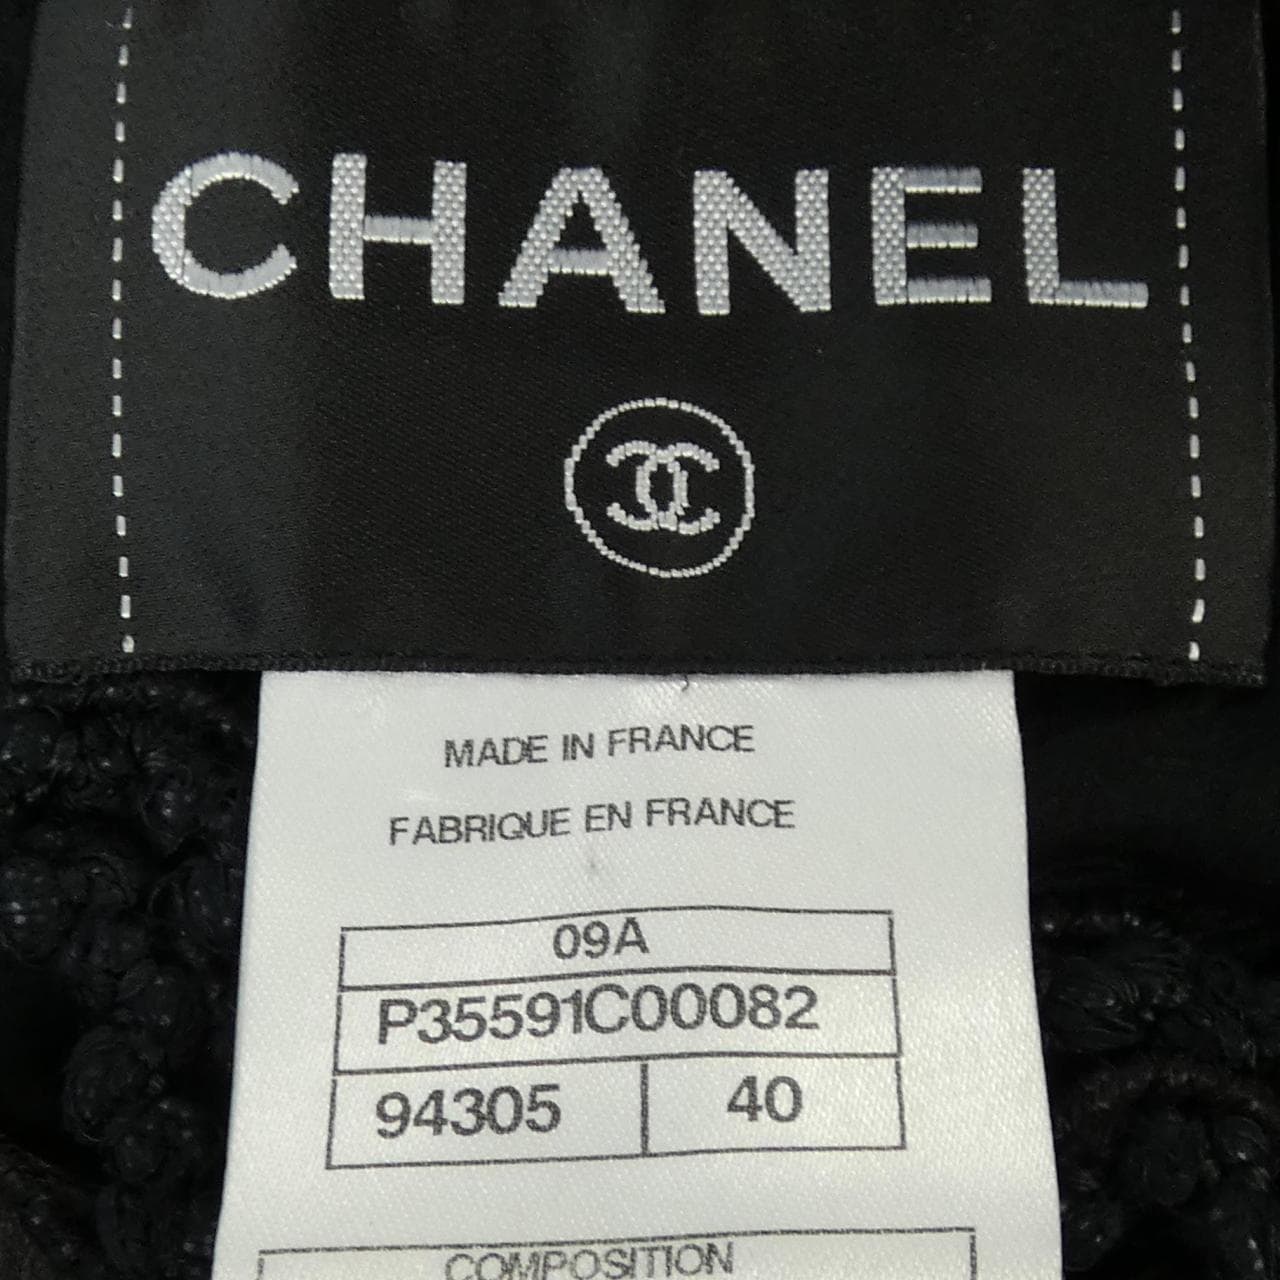 CHANEL
MADE IN FRANCE
FABRIQUE EN FRANCE
09A
P35591C00082
94305 40
COMPOSITION